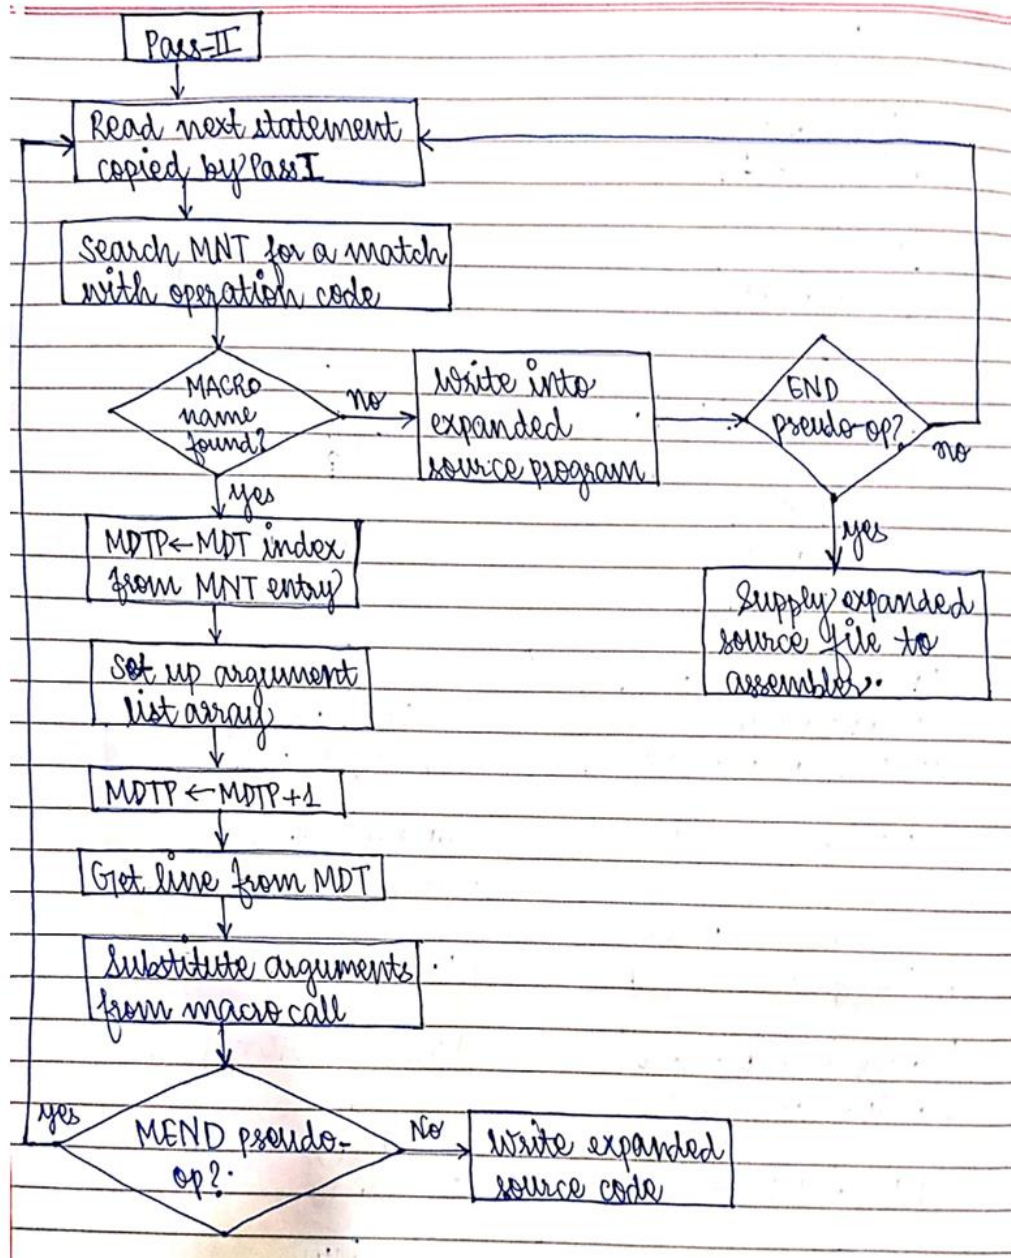 Pass-II
Read next statement
copied by Pass I
Search MNT for a match
with operation code
MACRO
name
found?
no
Write into
expanded
source program
END
pseudo-op?
no
yes
yes
MDTP←MDT index
from MNT entry
Supply expanded
source file to
assembler.
Set up argument
list array
MDTP←MDTP+1
Get line from MDT
Substitute arguments
from macro call
yes
MEND pseudo-
op?
No
Write expanded
source code